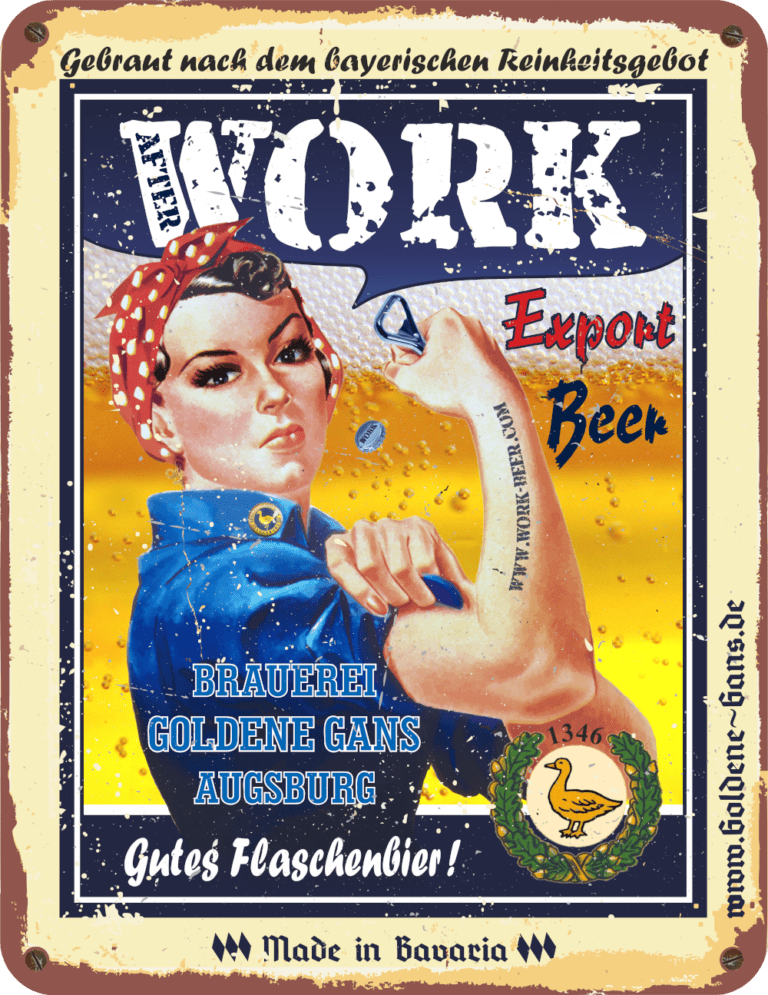 Gebraut nach dem bayerischen Reinheitsgebot
AFTER
WORK
Export
Beer
WORK
WWW.WORK-BEER.COM
BRAUEREI
GOLDENE GANS
AUGSBURG
1346
Gutes Flaschenbier!
www.Goldene~Gans.de
Made in Bavaria